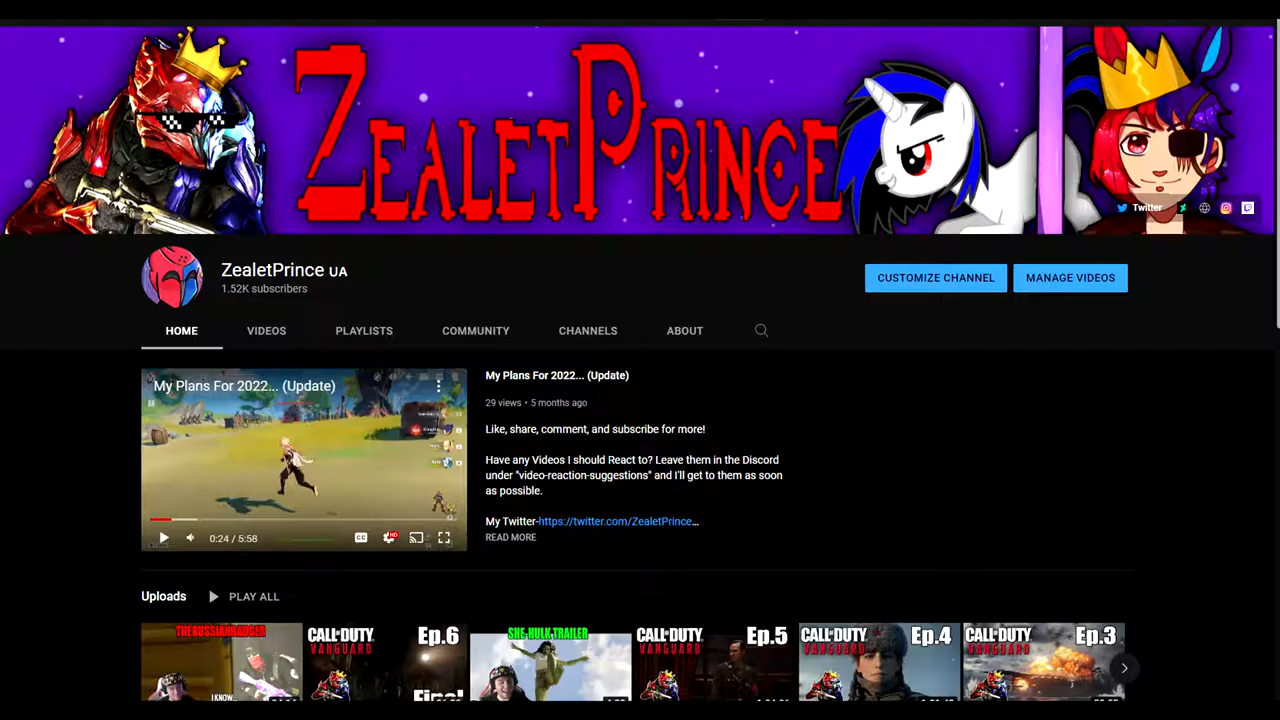 ZEALETPRINCE
Twitter
ZealetPrince UA
1.52K subscribers
CUSTOMIZE CHANNEL
MANAGE VIDEOS
HOME
VIDEOS
PLAYLISTS
COMMUNITY
CHANNELS
ABOUT
My Plans For 2022... (Update)
0:24 / 5:58
CC
HD
My Plans For 2022... (Update)
29 views • 5 months ago
Like, share, comment, and subscribe for more!
Have any Videos I should React to? Leave them in the Discord
under "video-reaction-suggestions" and I'll get to them as soon
as possible.
My Twitter-https://twitter.com/ZealetPrince...
READ MORE
Uploads
PLAY ALL
THERUSSIANBADGER
I KNOW...
CALL OF DUTY
VANGUARD
Ep.6
Final
SHE-HULK TRAILER
CALL OF DUTY
VANGUARD
Ep.5
CALL OF DUTY
VANGUARD
Ep.4
CALL OF DUTY
VANGUARD
Ep.3